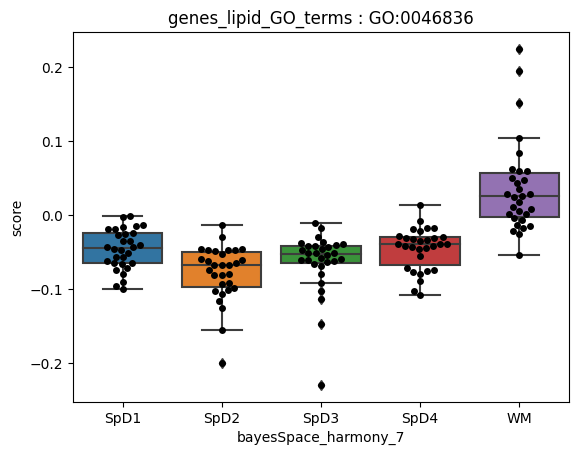 genes_lipid_GO_terms : GO:0046836
0.2
0.1
0.0
−0.1
−0.2
score
SpD1 SpD2 SpD3 SpD4 WM
bayesSpace_harmony_7